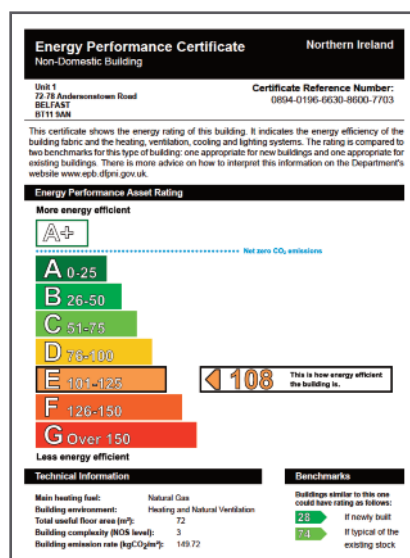 Energy Performance Certificate
Northern Ireland
Non-Domestic Building
Unit 1
72-78 Andersonstown Road
BELFAST
BT11 9AN
Certificate Reference Number:
0894-0196-6630-8600-7703
This certificate shows the energy rating of this building. It indicates the energy efficiency of the
building fabric and the heating, ventilation, cooling and lighting systems. The rating is compared to
two benchmarks for this type of building: one appropriate for new buildings and one appropriate for
existing buildings. There is more advice on how to interpret this information on the Department's
website www.epb.dfpni.gov.uk.
Energy Performance Asset Rating
More energy efficient
A+
Net zero CO₂ emissions
A 0-25
B 26-50
C 51-75
D 76-100
E 101-125
108
This is how energy efficient
the building is.
F 126-150
G Over 150
Less energy efficient
Technical Information
Main heating fuel: Natural Gas
Building environment: Heating and Natural Ventilation
Total useful floor area (m²): 72
Building complexity (NOS level): 3
Building emission rate (kgCO₂/m²): 149.72
Benchmarks
Buildings similar to this one
could have rating as follows:
28 If newly built
74 If typical of the
existing stock